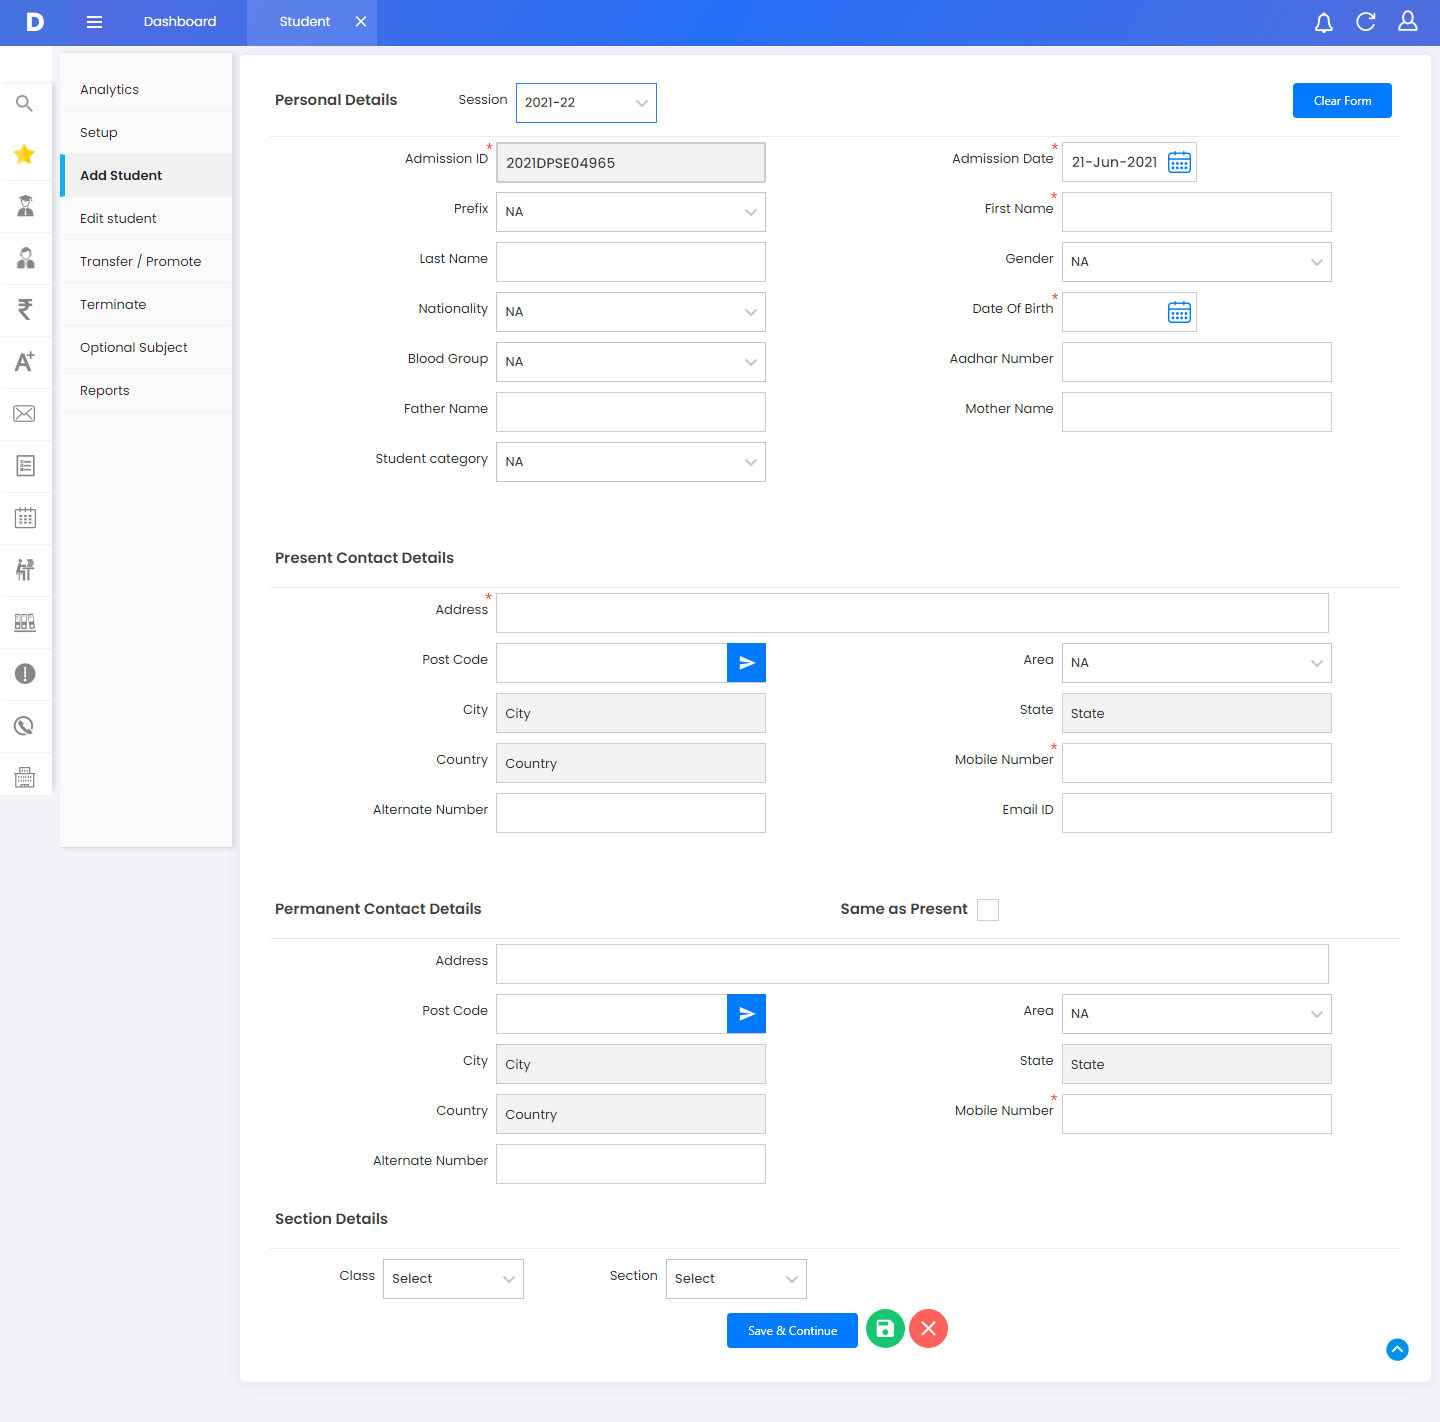 D Dashboard Student
Analytics
Setup
Add Student
Edit student
Transfer / Promote
Terminate
Optional Subject
Reports
Personal Details Session 2021-22 Clear Form
Admission ID * 2021DPSE04965 Admission Date * 21-Jun-2021
Prefix NA First Name *
Last Name Gender NA
Nationality NA Date Of Birth *
Blood Group NA Aadhar Number
Father Name Mother Name
Student category NA
Present Contact Details
Address *
Post Code Area NA
City City State State
Country Country Mobile Number *
Alternate Number Email ID
Permanent Contact Details Same as Present
Address
Post Code Area NA
City City State State
Country Country Mobile Number *
Alternate Number
Section Details
Class Select Section Select
Save & Continue